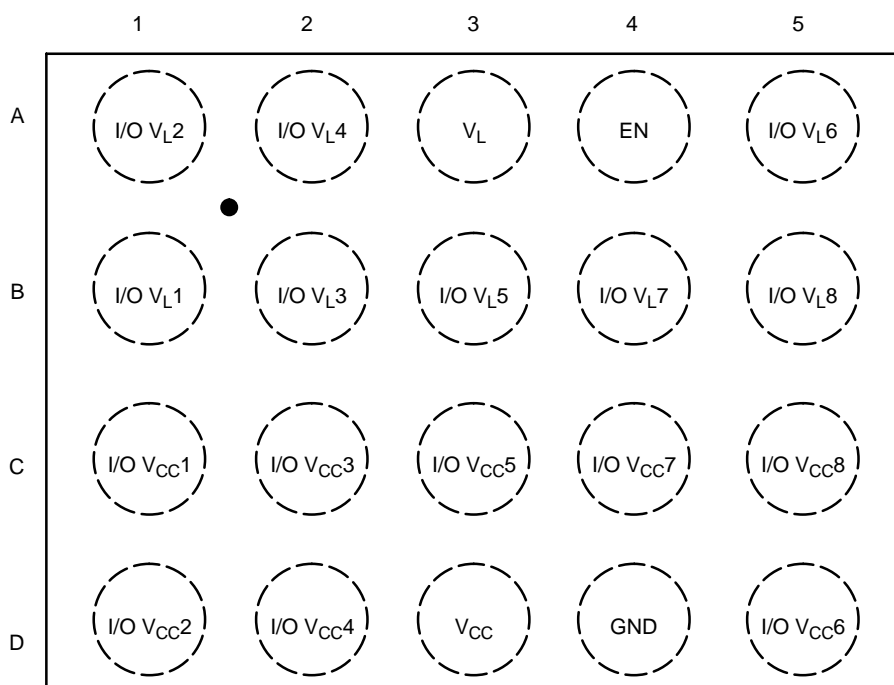 1 2 3 4 5
A I/O VL2 I/O VL4 VL EN I/O VL6
B I/O VL1 I/O VL3 I/O VL5 I/O VL7 I/O VL8
C I/O VCC1 I/O VCC3 I/O VCC5 I/O VCC7 I/O VCC8
D I/O VCC2 I/O VCC4 VCC GND I/O VCC6